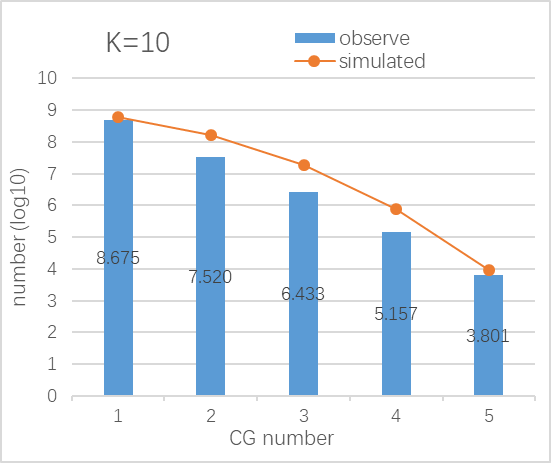 K=10
observe
simulated
10
9
8
7
6
5
4
3
2
1
0
number (log10)
8.675
7.520
6.433
5.157
3.801
1 2 3 4 5
CG number